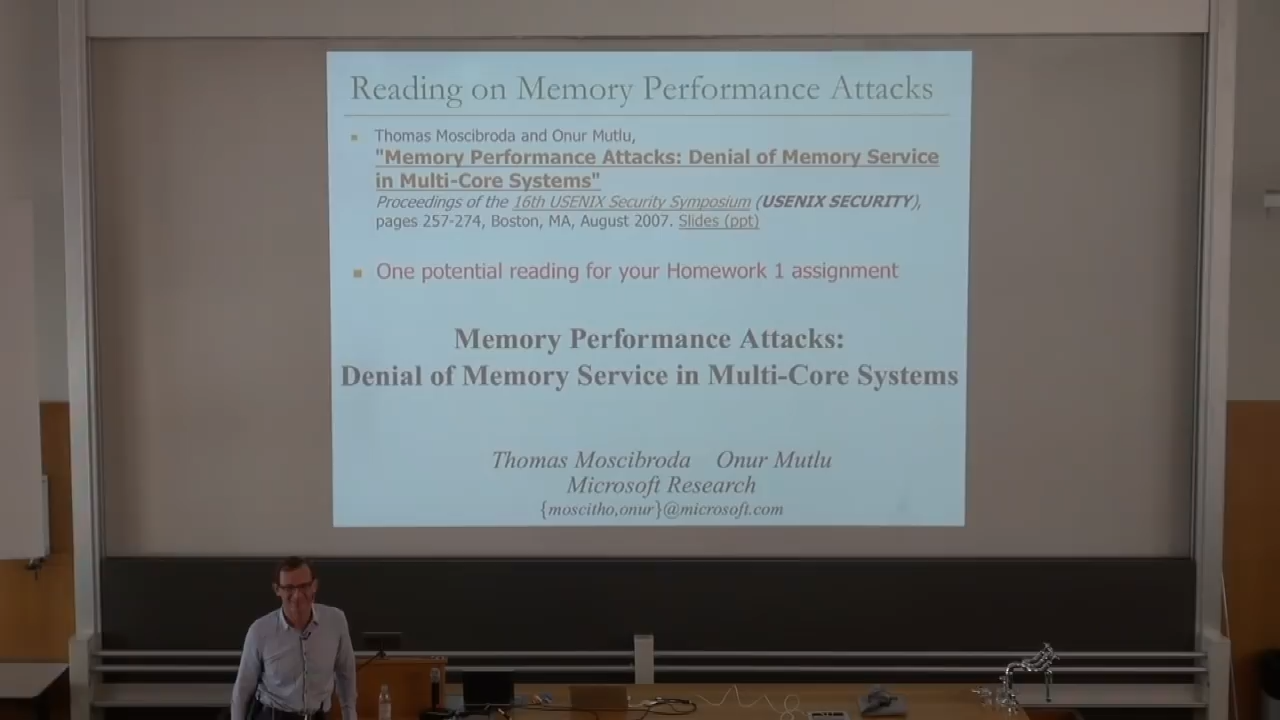 Reading on Memory Performance Attacks
Thomas Moscibroda and Onur Mutlu,
"Memory Performance Attacks: Denial of Memory Service
in Multi-Core Systems"
Proceedings of the 16th USENIX Security Symposium (USENIX SECURITY),
pages 257-274, Boston, MA, August 2007. Slides (ppt)
One potential reading for your Homework 1 assignment
Memory Performance Attacks:
Denial of Memory Service in Multi-Core Systems
Thomas Moscibroda Onur Mutlu
Microsoft Research
{moscitho,onur}@microsoft.com